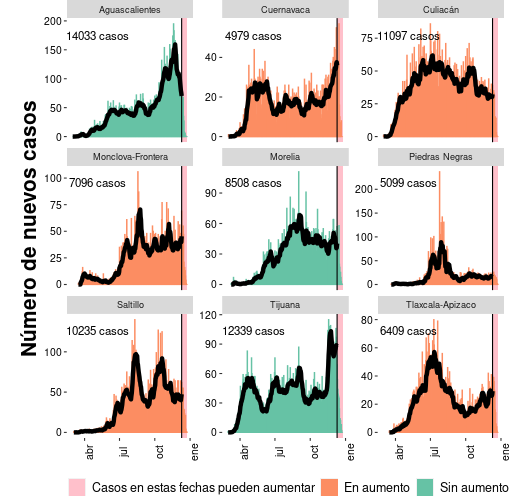 Aguascalientes Cuernavaca Culiacán
200
150
100
50
0
14033 casos
40
20
0
4979 casos
75
50
25
0
11097 casos
Número de nuevos casos
Monclova-Frontera Morelia Piedras Negras
100
75
50
25
0
7096 casos
90
60
30
0
8508 casos
200
150
100
50
0
5099 casos
Saltillo Tijuana Tlaxcala-Apizaco
100
50
0
10235 casos
120
90
60
30
0
12339 casos
80
60
40
20
0
6409 casos
abr jul oct ene abr jul oct ene abr jul oct ene
Casos en estas fechas pueden aumentar En aumento Sin aumento